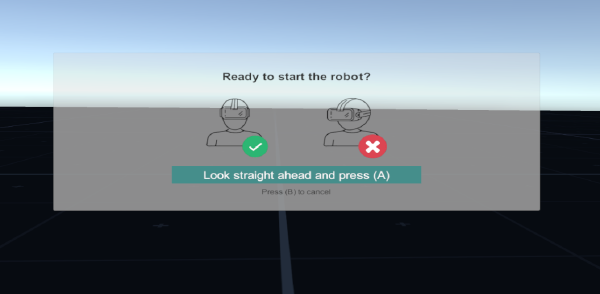 Ready to start the robot?
Look straight ahead and press (A)
Press (B) to cancel